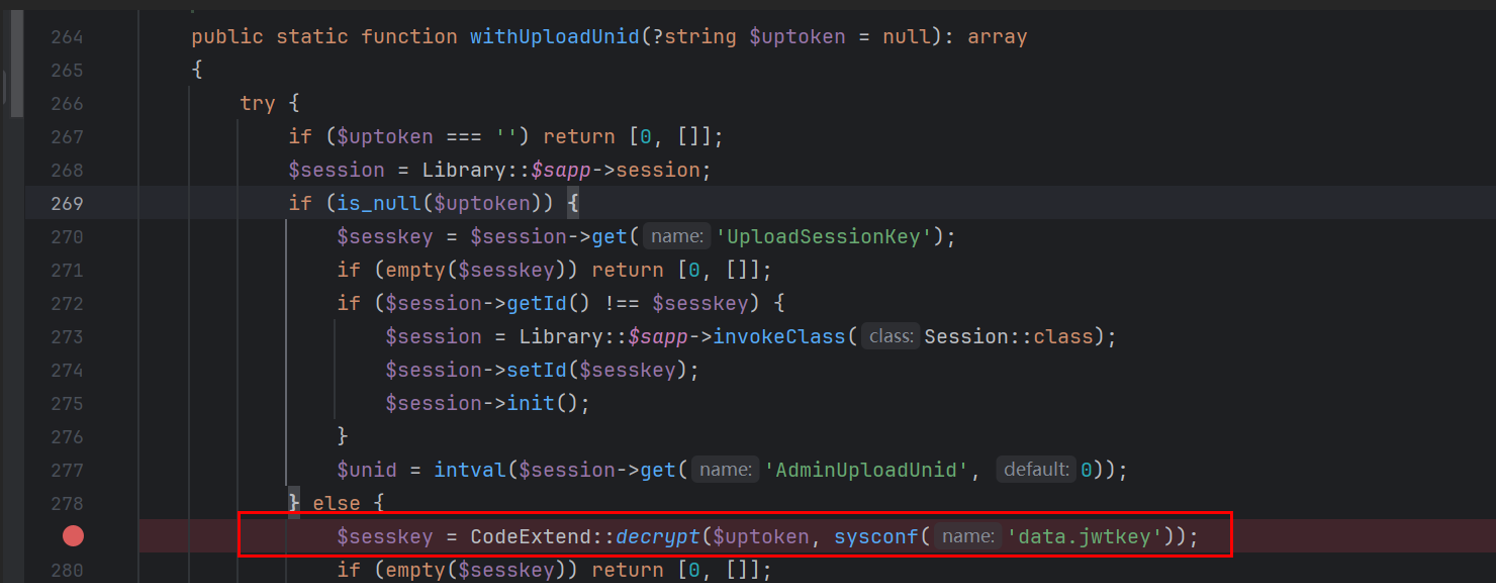 264 public static function withUploadUnid(?string $uptoken = null): array
265 {
266 try {
267 if ($uptoken === '') return [0, []];
268 $session = Library::$sapp->session;
269 if (is_null($uptoken)) {
270 $sesskey = $session->get( name: 'UploadSessionKey');
271 if (empty($sesskey)) return [0, []];
272 if ($session->getId() !== $sesskey) {
273 $session = Library::$sapp->invokeClass( class: Session::class);
274 $session->setId($sesskey);
275 $session->init();
276 }
277 $unid = intval($session->get( name: 'AdminUploadUnid', default: 0));
278 } else {
$sesskey = CodeExtend::decrypt($uptoken, sysconf( name: 'data.jwtkey'));
280 if (empty($sesskey)) return [0, []];